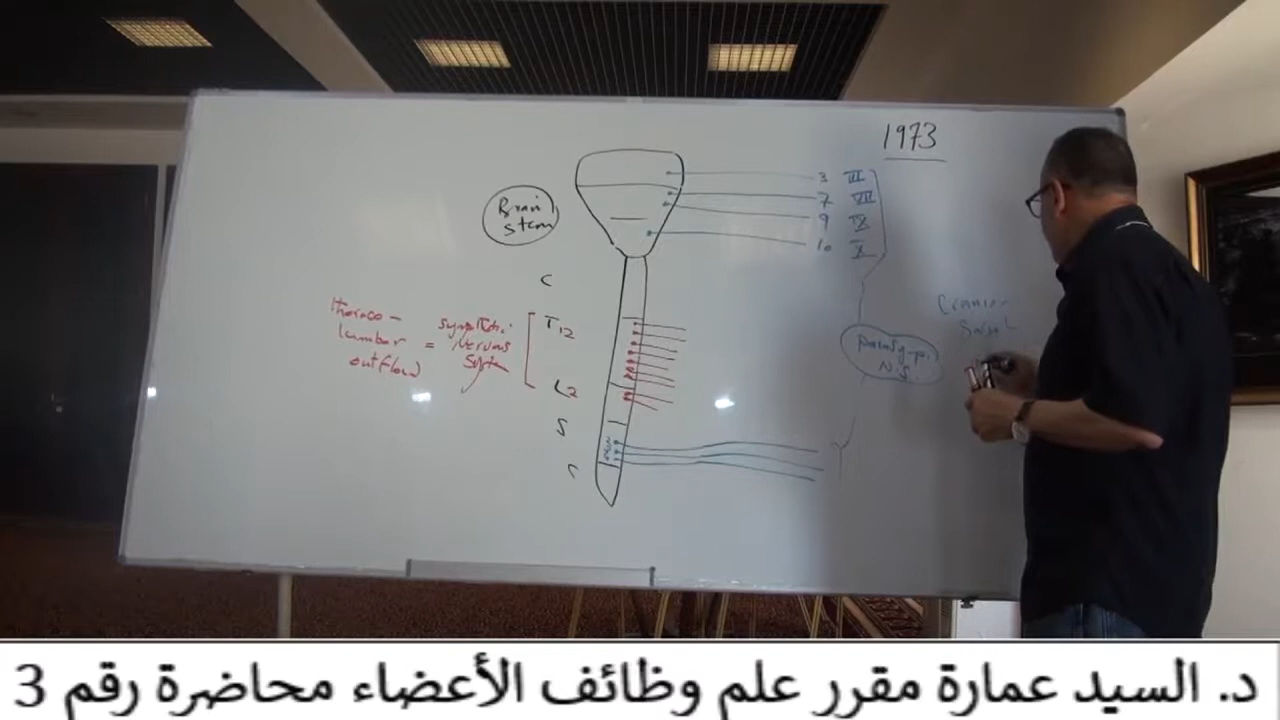 1973
Brain
stem
3 III
7 VII
9 IX
10 X
C
T12
L2
S
thoraco-
lumbar
outflow
=
sympathetic
nervous
system
Parasymp.
N.S.
Cranio-
Sacral
د. السيد عمارة مقرر علم وظائف الأعضاء محاضرة رقم 3